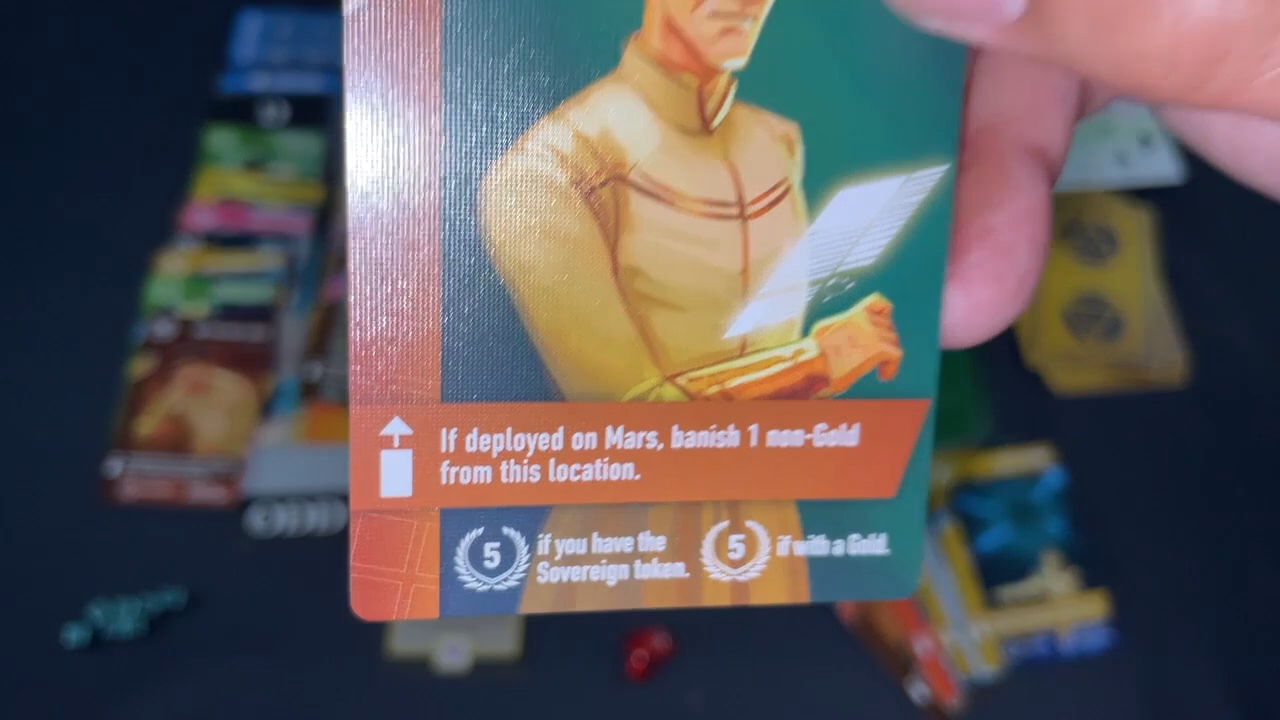 If deployed on Mars, banish 1 non-Gold
from this location.
5 if you have the
Sovereign token.
5 if with a Gold.